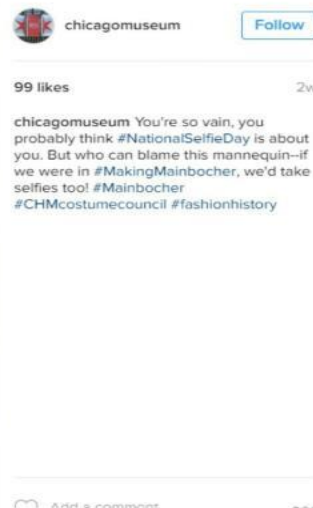 chicagomuseum
Follow
99 likes
2w
chicagomuseum You're so vain, you
probably think #NationalSelfieDay is about
you. But who can blame this mannequin--if
we were in #MakingMainbocher, we'd take
selfies too! #Mainbocher
#CHMcostumecouncil #fashionhistory
Add a comment